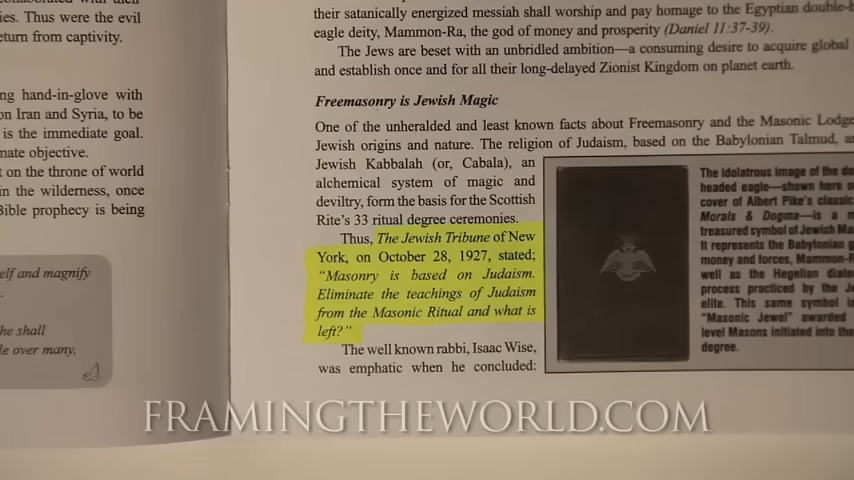 ies. Thus were the evil
eturn from captivity.
ng hand-in-glove with
on Iran and Syria, to be
is the immediate goal.
nate objective.
t on the throne of world
in the wilderness, once
Bible prophecy is being
elf and magnify
he shall
le over many,
their satanically energized messiah shall worship and pay homage to the Egyptian double-h
eagle deity, Mammon-Ra, the god of money and prosperity (Daniel 11:37-39).
The Jews are beset with an unbridled ambition—a consuming desire to acquire global
and establish once and for all their long-delayed Zionist Kingdom on planet earth.
Freemasonry is Jewish Magic
One of the unheralded and least known facts about Freemasonry and the Masonic Lodge
Jewish origins and nature. The religion of Judaism, based on the Babylonian Talmud, a
Jewish Kabbalah (or, Cabala), an
alchemical system of magic and
deviltry, form the basis for the Scottish
Rite's 33 ritual degree ceremonies.
Thus, The Jewish Tribune of New
York, on October 28, 1927, stated;
"Masonry is based on Judaism.
Eliminate the teachings of Judaism
from the Masonic Ritual and what is
left?"
The well known rabbi, Isaac Wise,
was emphatic when he concluded:
The idolatrous image of the do
headed eagle—shown here o
cover of Albert Pike's classic
Morals & Dogma—is a m
treasured symbol of Jewish Ma
It represents the Babylonian g
money and forces, Mammon-R
well as the Hegelian diale
process practiced by the Je
elite. This same symbol i
"Masonic Jewel" awarded
level Masons initiated into the
degree.
FRAMINGTHEWORLD.COM